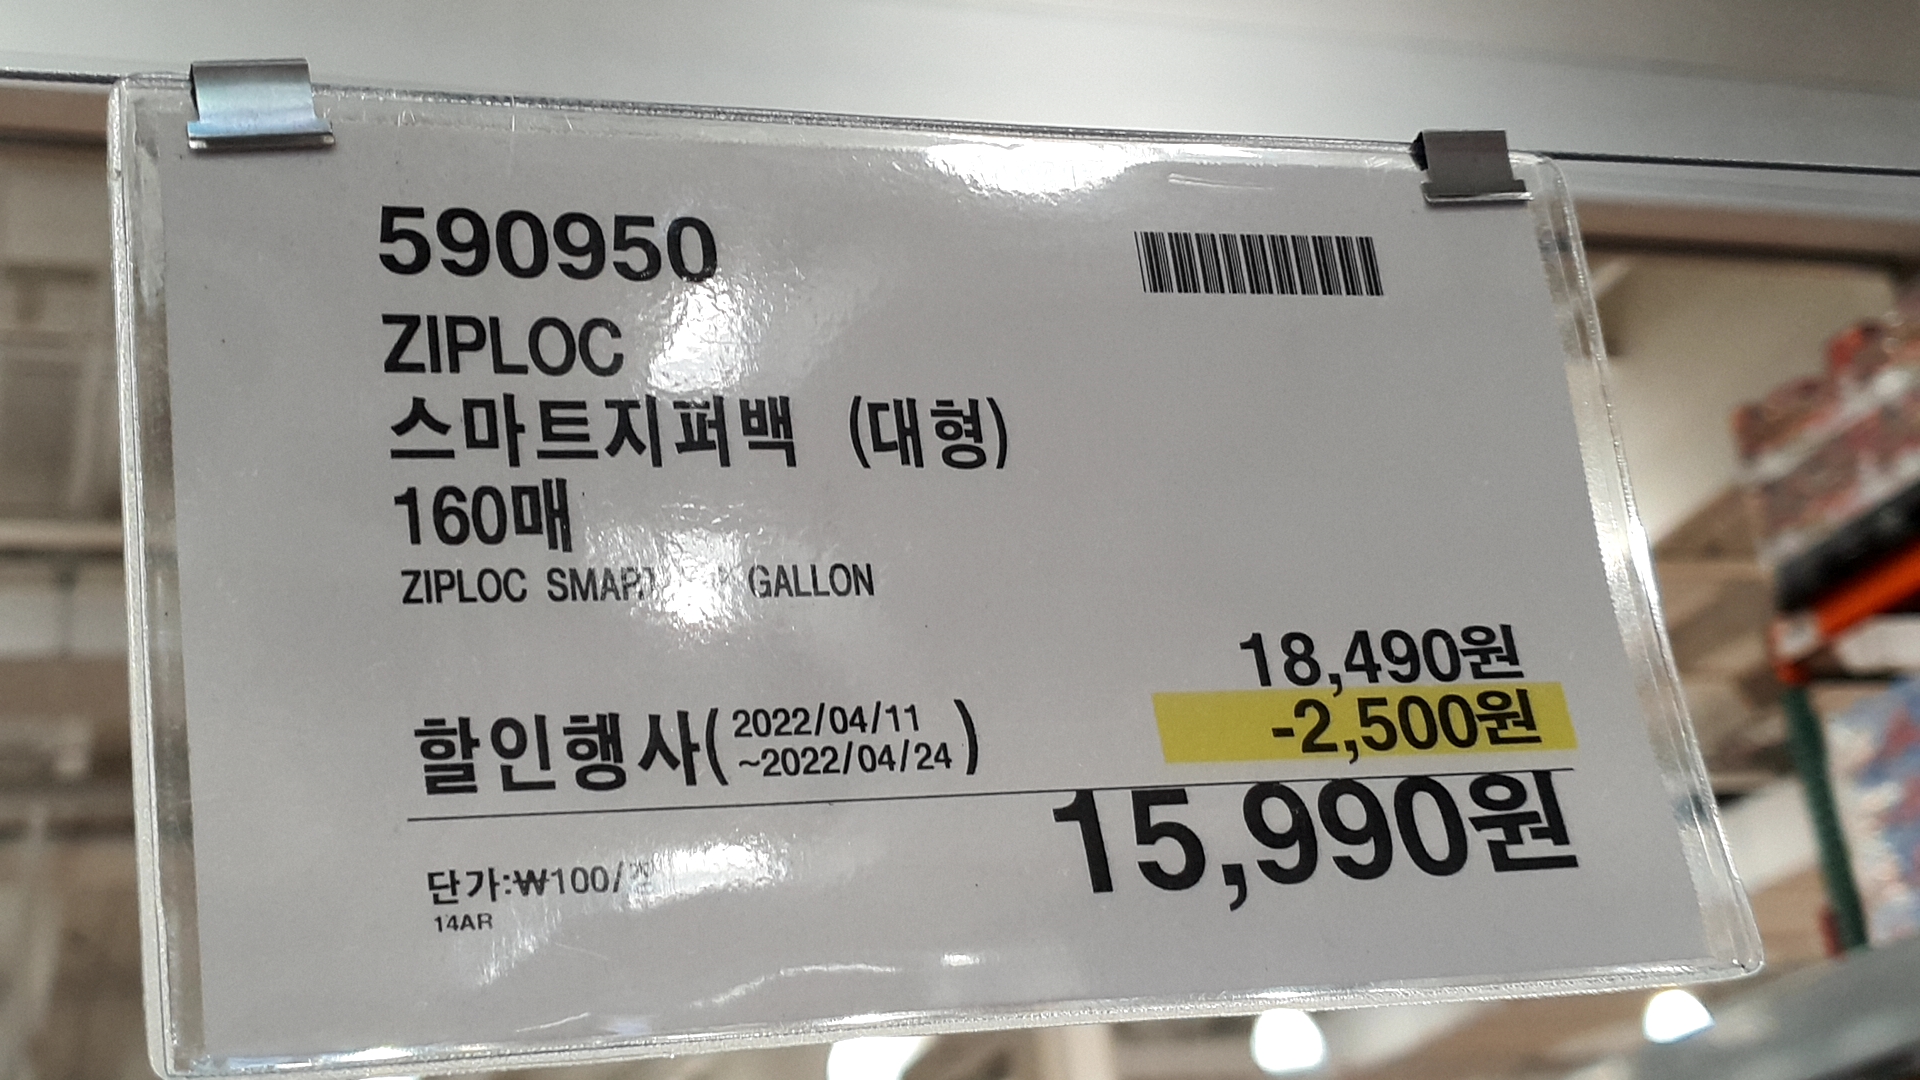 590950
ZIPLOC
스마트지퍼백 (대형)
160매
ZIPLOC SMART GALLON
18,490원
-2,500원
할인행사(2022/04/11
~2022/04/24)
15,990원
단가:₩100/
14AR